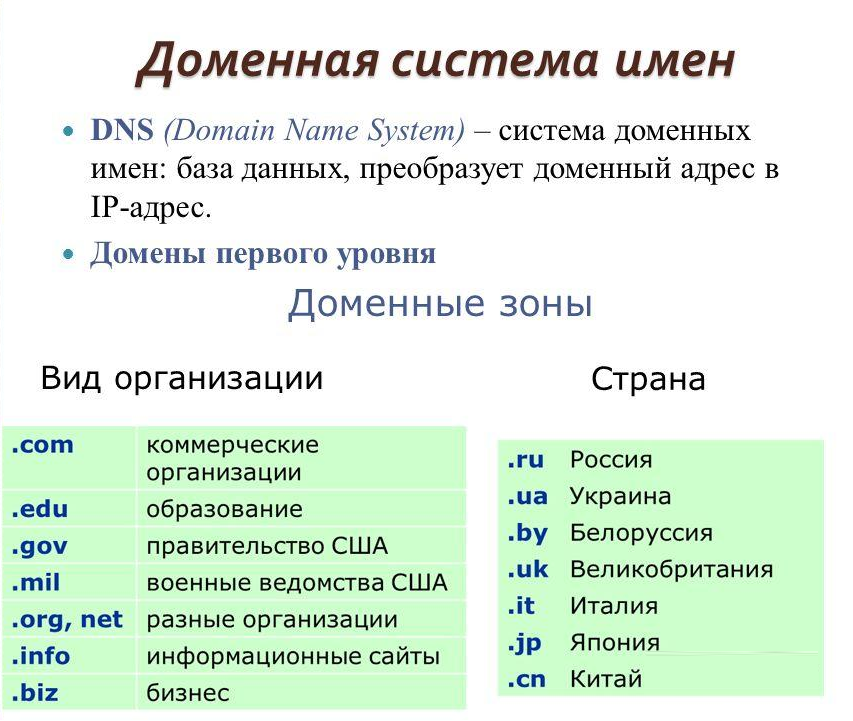 Доменная система имен
DNS (Domain Name System) – система доменных
имен: база данных, преобразует доменный адрес в
IP-адрес.
Домены первого уровня
Доменные зоны
Вид организации
.com коммерческие
организации
.edu образование
.gov правительство США
.mil военные ведомства США
.org, net разные организации
.info информационные сайты
.biz бизнес
Страна
.ru Россия
.ua Украина
.by Белоруссия
.uk Великобритания
.it Италия
.jp Япония
.cn Китай